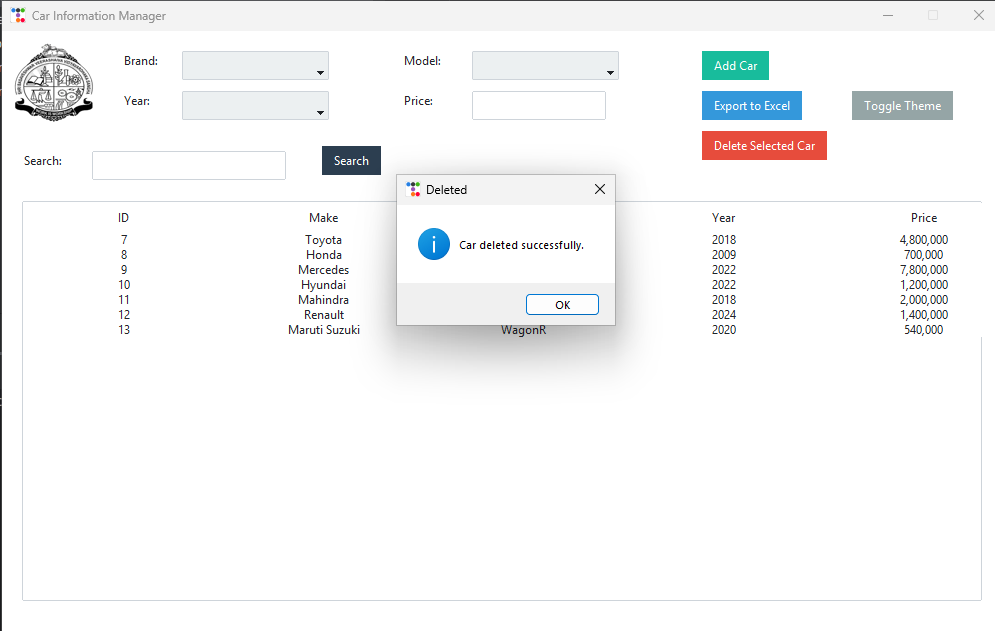 Car Information Manager
Brand:
Model:
Add Car
Year:
Price:
Export to Excel
Toggle Theme
Delete Selected Car
Search:
Search
Deleted
Car deleted successfully.
OK
ID Make Year Price
7 Toyota 2018 4,800,000
8 Honda 2009 700,000
9 Mercedes 2022 7,800,000
10 Hyundai 2022 1,200,000
11 Mahindra 2018 2,000,000
12 Renault 2024 1,400,000
13 Maruti Suzuki WagonR 2020 540,000